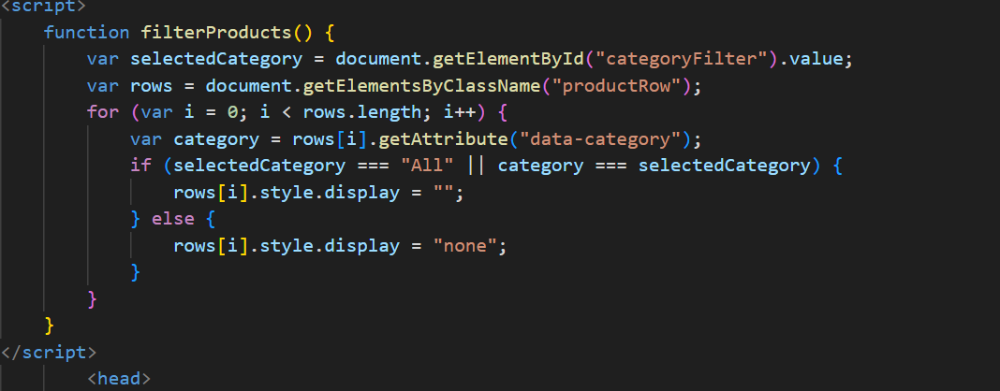 <script>
function filterProducts() {
var selectedCategory = document.getElementById("categoryFilter").value;
var rows = document.getElementsByClassName("productRow");
for (var i = 0; i < rows.length; i++) {
var category = rows[i].getAttribute("data-category");
if (selectedCategory === "All" || category === selectedCategory) {
rows[i].style.display = "";
} else {
rows[i].style.display = "none";
}
}
}
</script>
<head>